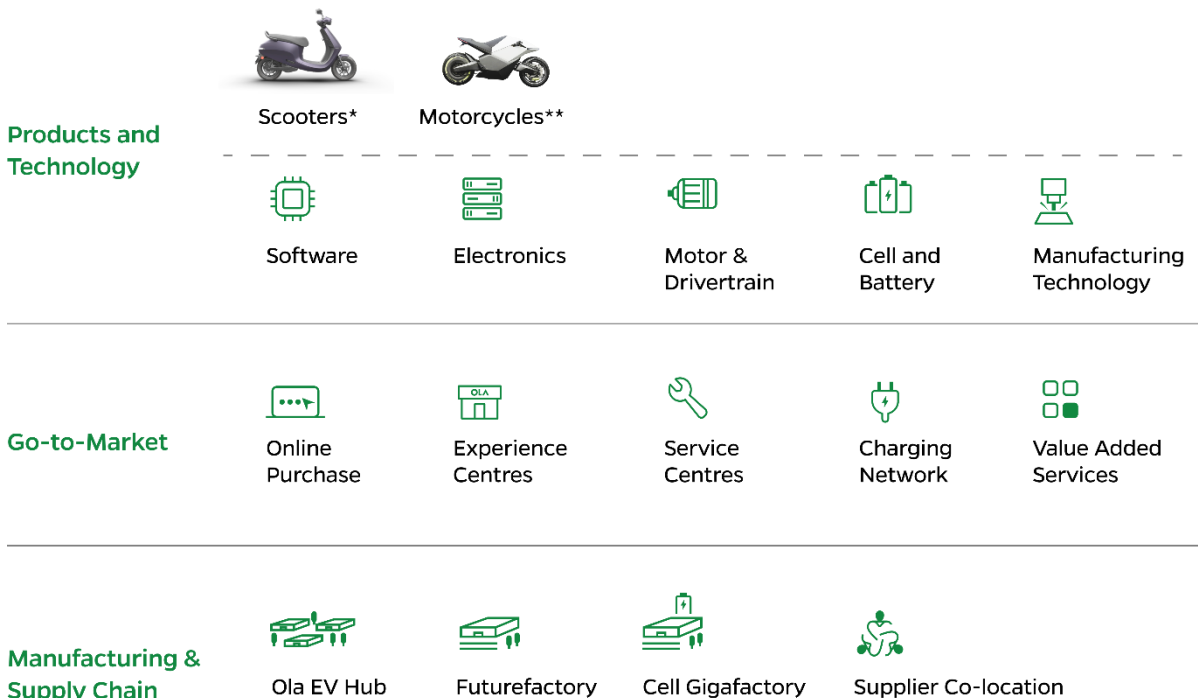 Scooters*
Motorcycles**
Products and
Technology
Software
Electronics
Motor &
Drivertrain
Cell and
Battery
Manufacturing
Technology
Go-to-Market
OLA
Online
Purchase
Experience
Centres
Service
Centres
Charging
Network
Value Added
Services
Manufacturing &
Supply Chain
Ola EV Hub
Futurefactory
Cell Gigafactory
Supplier Co-location